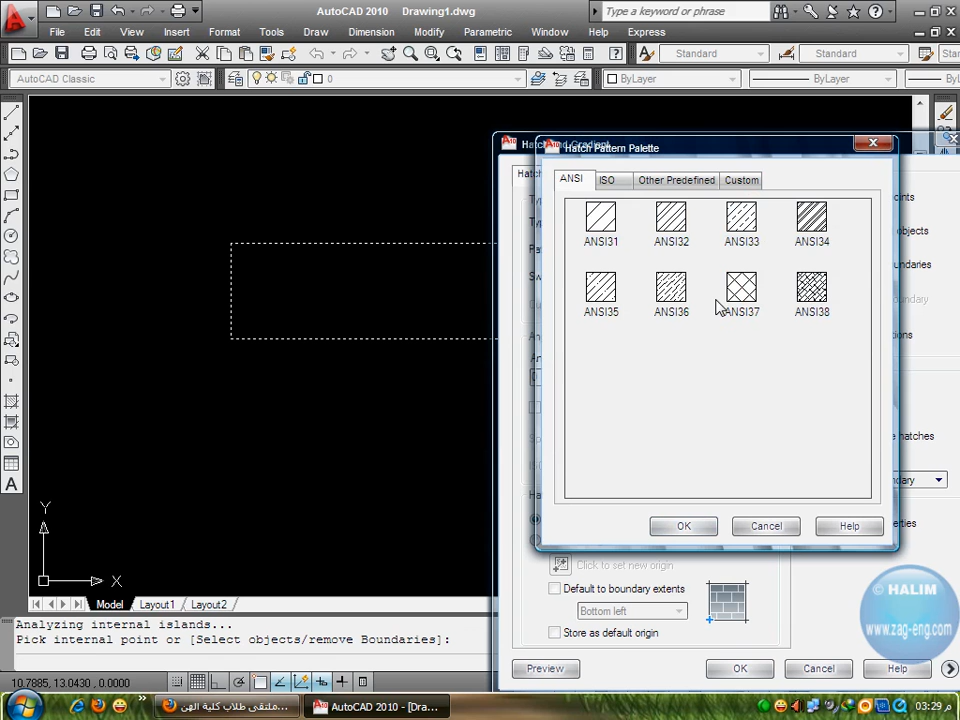 AutoCAD 2010 Drawing1.dwg
Type a keyword or phrase
File Edit View Insert Format Tools Draw Dimension Modify Parametric Window Help Express
Standard Standard
AutoCAD Classic 0 ByLayer ByLayer
Hatch Pattern Palette
ANSI ISO Other Predefined Custom
ANSI31 ANSI32 ANSI33 ANSI34
ANSI35 ANSI36 ANSI37 ANSI38
OK Cancel Help
Click to set new origin
Default to boundary extents
Bottom left
Store as default origin
Preview OK Cancel Help
Y
X
Model Layout1 Layout2
Analyzing internal islands...
Pick internal point or [Select objects/remove Boundaries]:
10.7885, 13.0430, 0.0000
HALIM
www.zag-eng.com
ملتقى طلاب كلية الهن...
AutoCAD 2010 - [Dra...
03:29 م